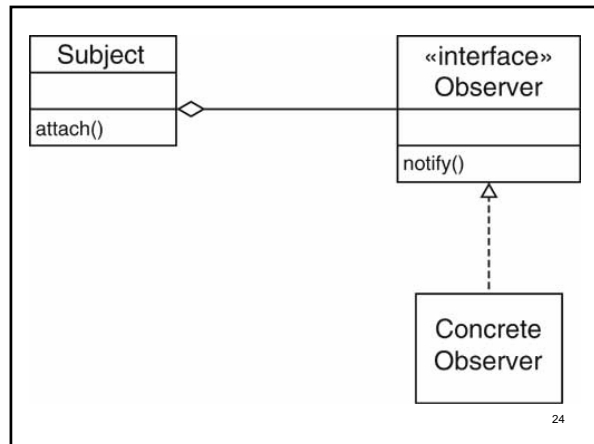 Subject
attach()
«interface»
Observer
notify()
Concrete
Observer
24